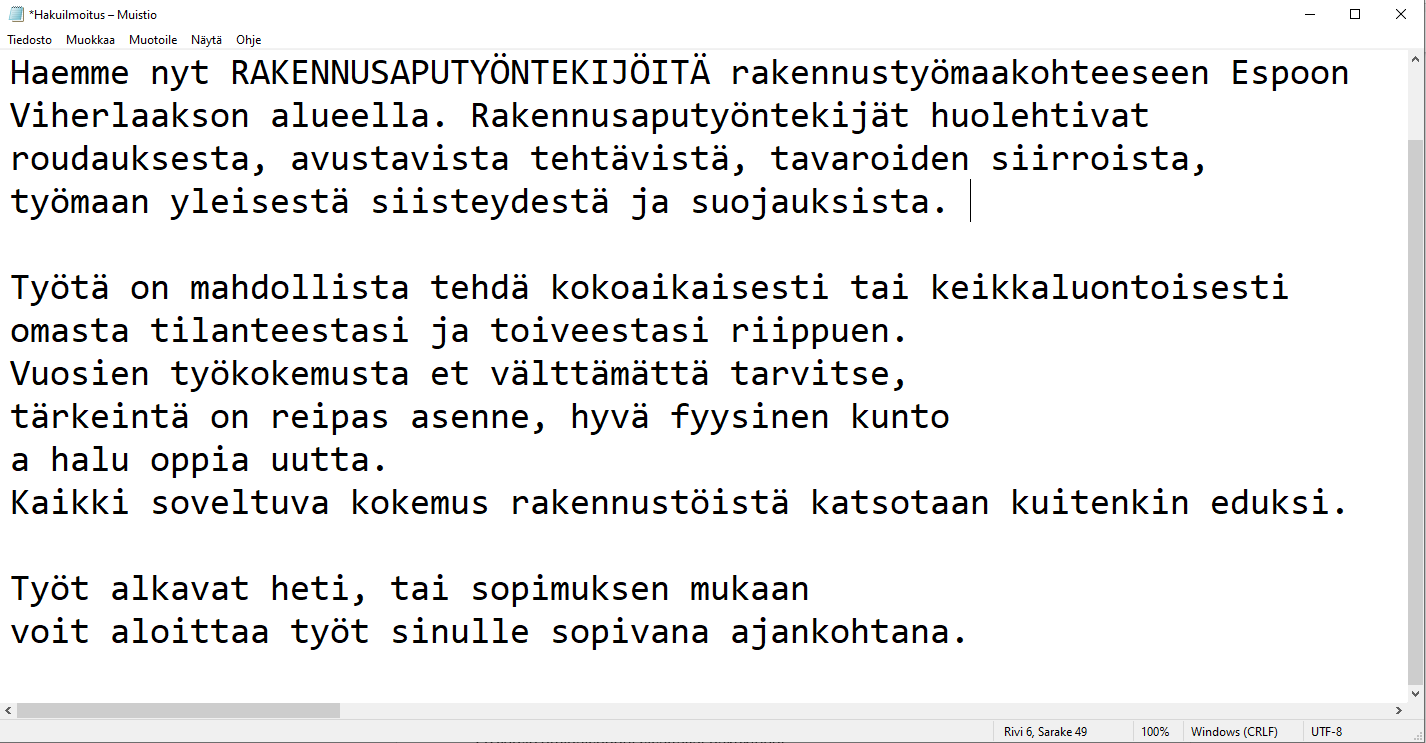 *Hakuilmoitus – Muistio
Tiedosto Muokkaa Muotoile Näytä Ohje
Haemme nyt RAKENNUSAPUTYÖNTEKIJÖITÄ rakennustyömaakohteeseen Espoon
Viherlaakson alueella. Rakennusaputyöntekijät huolehtivat
roudauksesta, avustavista tehtävistä, tavaroiden siirroista,
työmaan yleisestä siisteydestä ja suojauksista.
Työtä on mahdollista tehdä kokoaikaisesti tai keikkaluontoisesti
omasta tilanteestasi ja toiveestasi riippuen.
Vuosien työkokemusta et välttämättä tarvitse,
tärkeintä on reipas asenne, hyvä fyysinen kunto
a halu oppia uutta.
Kaikki soveltuva kokemus rakennustöistä katsotaan kuitenkin eduksi.
Työt alkavat heti, tai sopimuksen mukaan
voit aloittaa työt sinulle sopivana ajankohtana.
Rivi 6, Sarake 49 100% Windows (CRLF) UTF-8